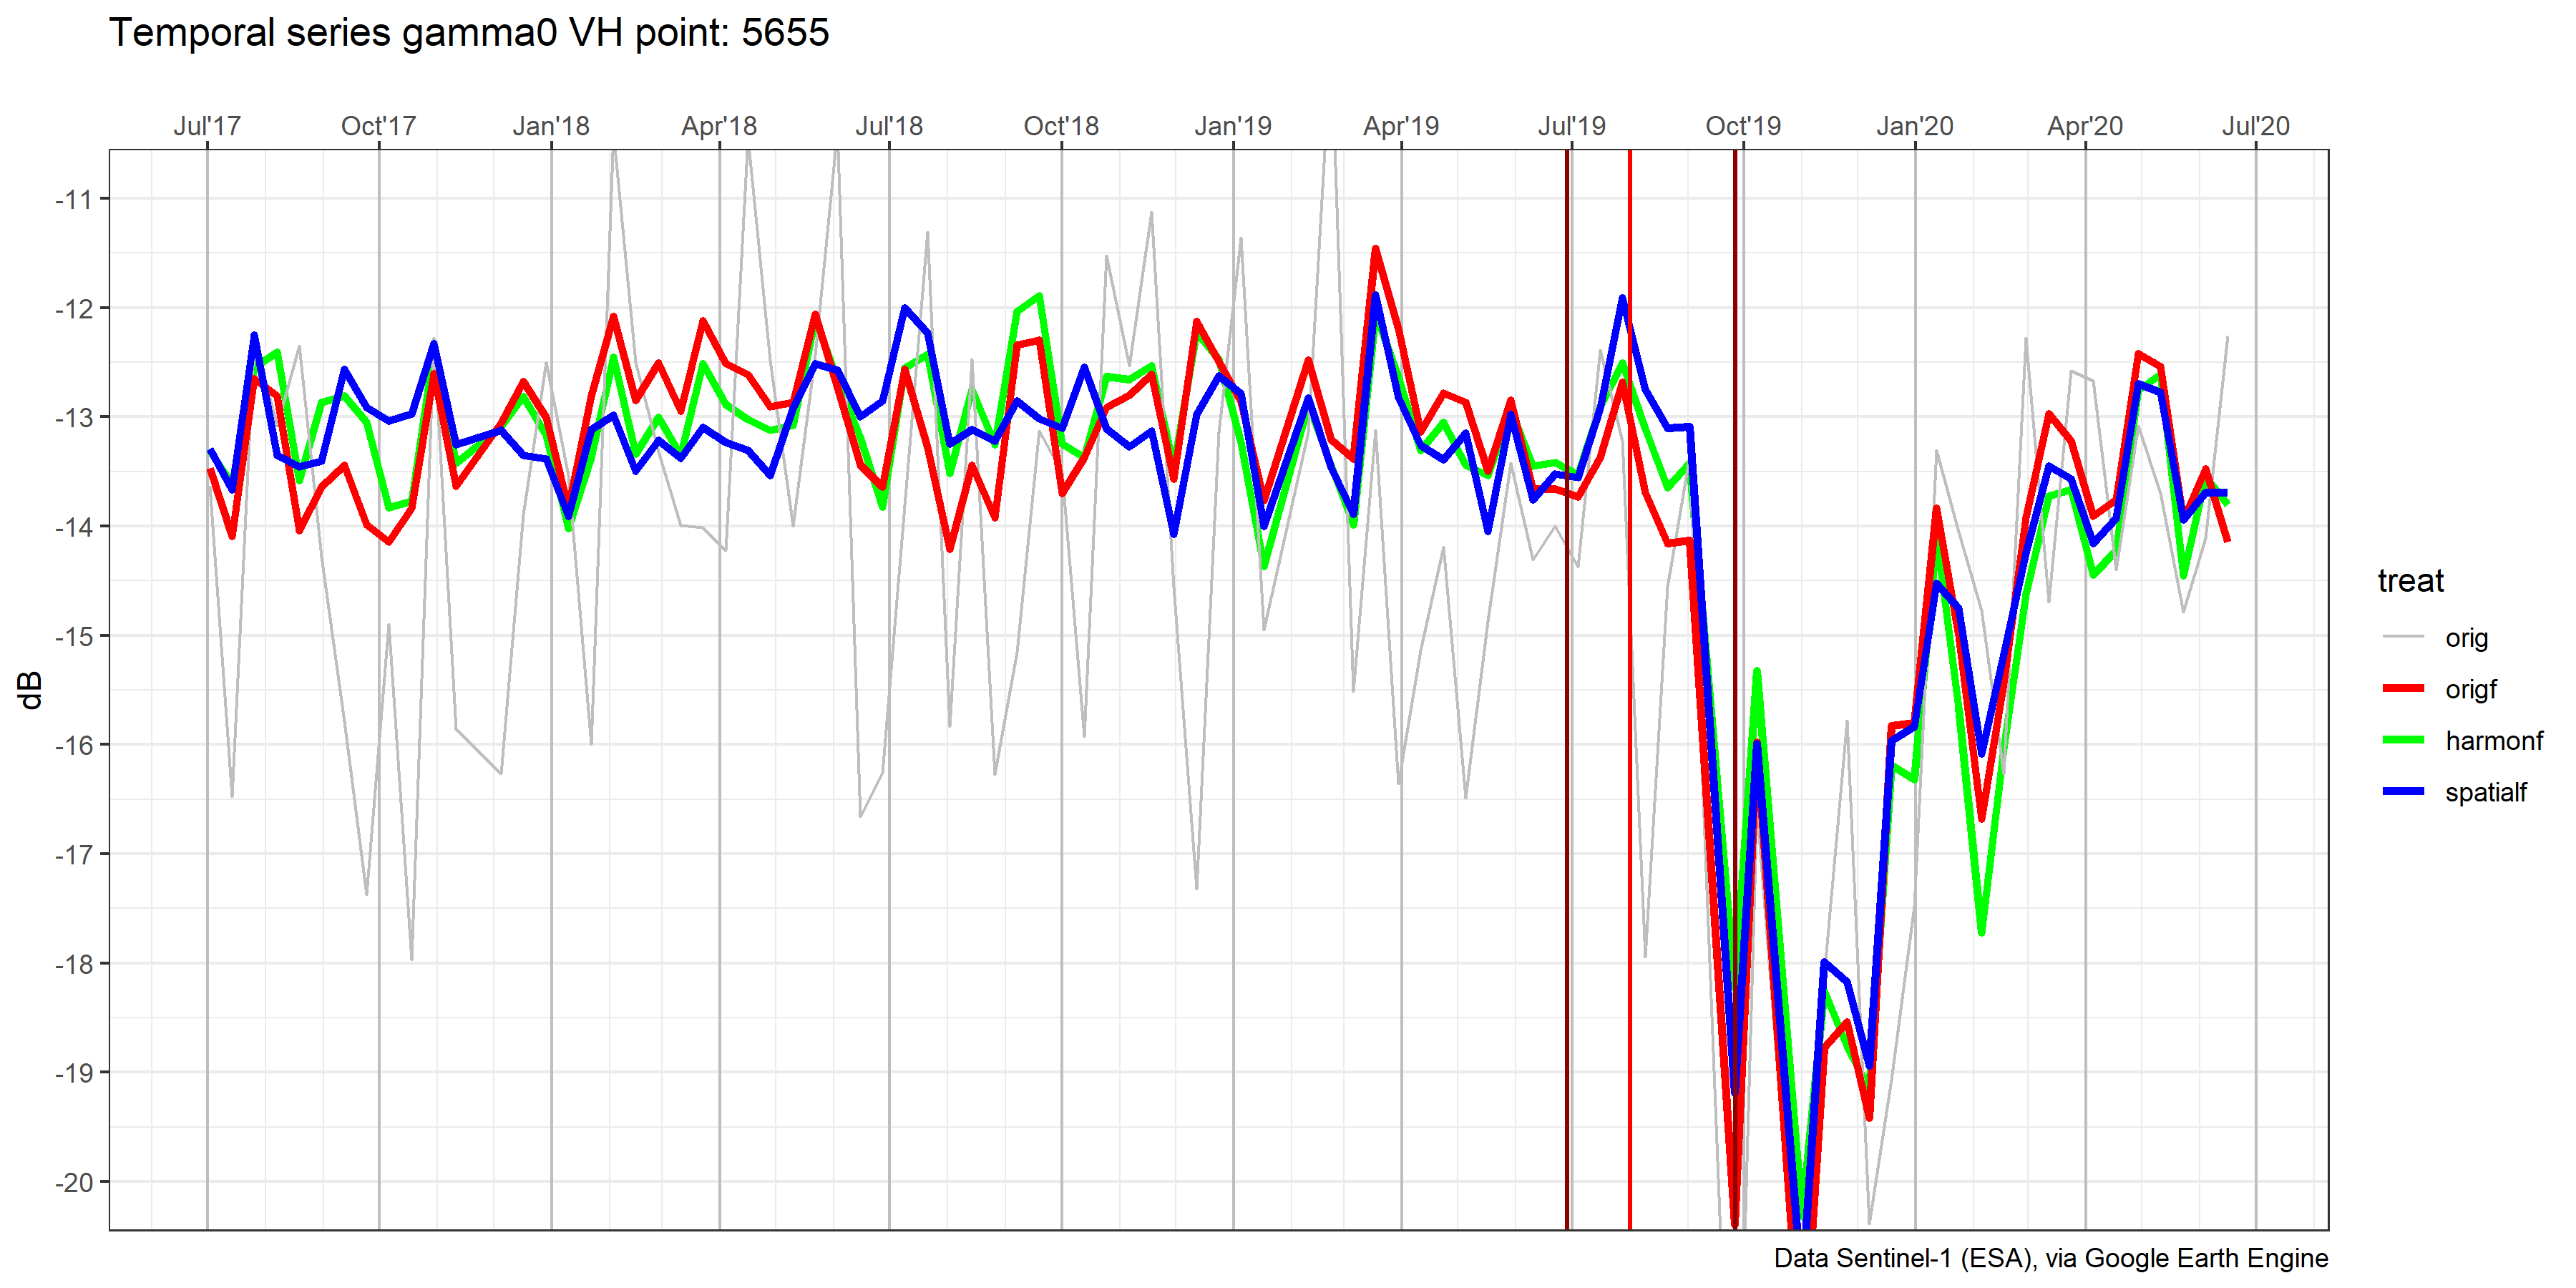 Temporal series gamma0 VH point: 5655
Jul'17 Oct'17 Jan'18 Apr'18 Jul'18 Oct'18 Jan'19 Apr'19 Jul'19 Oct'19 Jan'20 Apr'20 Jul'20
-11
-12
-13
-14
-15
-16
-17
-18
-19
-20
dB
treat
orig
origf
harmonf
spatialf
Data Sentinel-1 (ESA), via Google Earth Engine